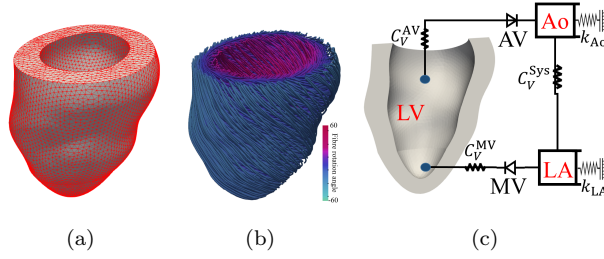 60
Fibre rotation angle
-60
C_V^AV
AV
Ao
k_Ao
C_V^Sys
LV
C_V^MV
MV
LA
k_LA
(a)
(b)
(c)